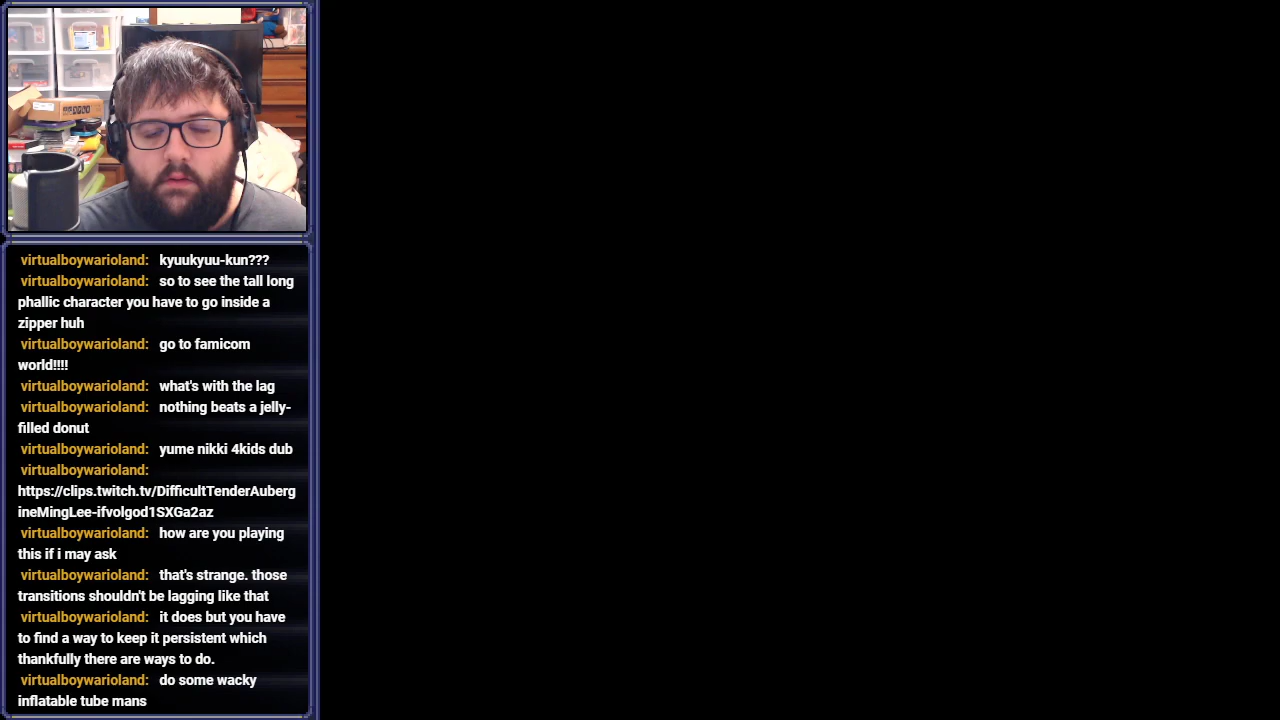 virtualboywarioland: kyuukyuu-kun???
virtualboywarioland: so to see the tall long
phallic character you have to go inside a
zipper huh
virtualboywarioland: go to famicom
world!!!!
virtualboywarioland: what's with the lag
virtualboywarioland: nothing beats a jelly-
filled donut
virtualboywarioland: yume nikki 4kids dub
virtualboywarioland:
https://clips.twitch.tv/DifficultTenderAuberg
ineMingLee-ifvolgod1SXGa2az
virtualboywarioland: how are you playing
this if i may ask
virtualboywarioland: that's strange. those
transitions shouldn't be lagging like that
virtualboywarioland: it does but you have
to find a way to keep it persistent which
thankfully there are ways to do.
virtualboywarioland: do some wacky
inflatable tube mans